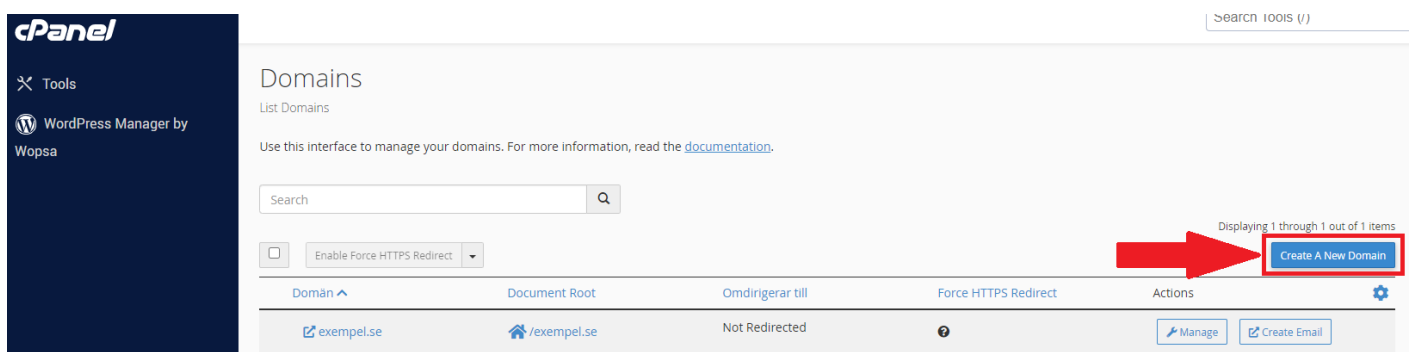 cPanel
Search Tools (/)
Tools
WordPress Manager by
Wopsa
Domains
List Domains
Use this interface to manage your domains. For more information, read the documentation.
Search
Displaying 1 through 1 out of 1 items
Enable Force HTTPS Redirect
Create A New Domain
Domän Document Root Omdirigerar till Force HTTPS Redirect Actions
exempel.se /exempel.se Not Redirected Manage Create Email